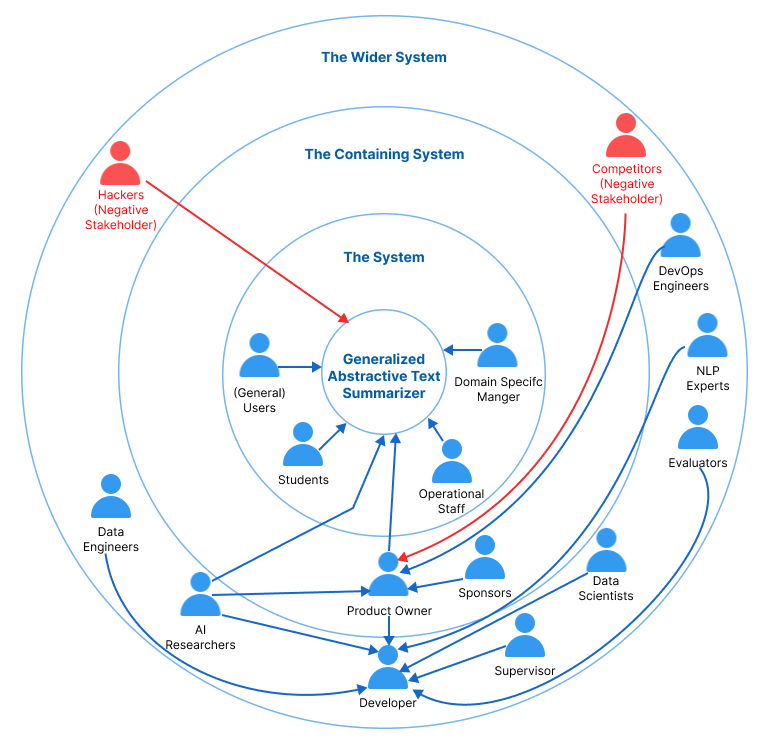 The Wider System
The Containing System
Hackers
(Negative
Stakeholder)
Competitors
(Negative
Stakeholder)
The System
DevOps
Engineers
Generalized
Abstractive Text
Summarizer
(General)
Users
Domain Specifc
Manger
NLP
Experts
Students
Operational
Staff
Evaluators
Data
Engineers
AI
Researchers
Product Owner
Sponsors
Data
Scientists
Supervisor
Developer